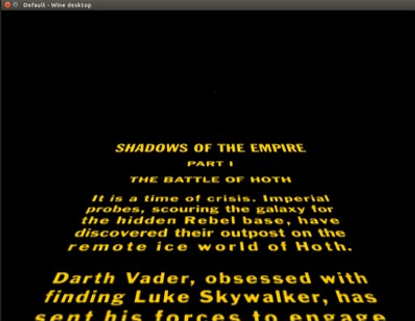 Default - Wine desktop
SHADOWS OF THE EMPIRE
PART I
THE BATTLE OF HOTH
It is a time of crisis. Imperial
probes, scouring the galaxy for
the hidden Rebel base, have
discovered their outpost on the
remote ice world of Hoth.
Darth Vader, obsessed with
finding Luke Skywalker, has
sent his forces to engage